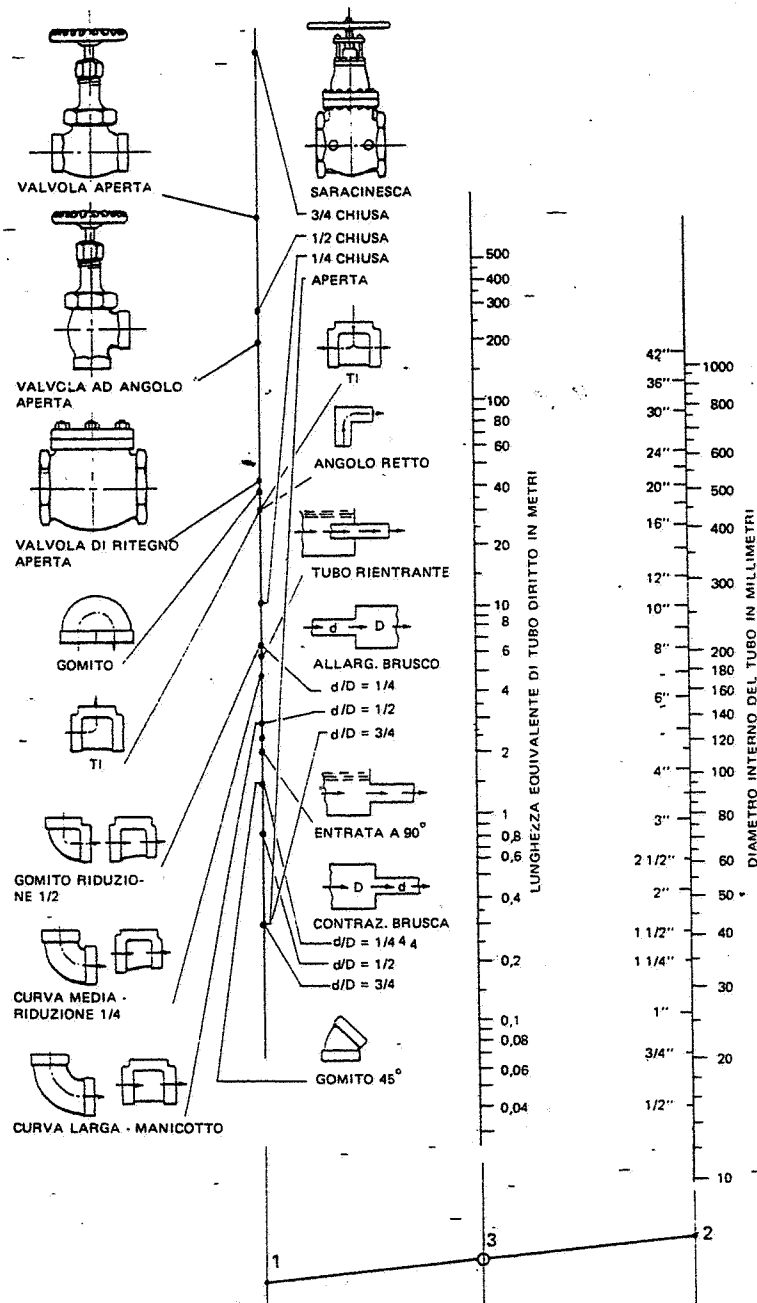 VALVOLA APERTA
VALVOLA AD ANGOLO
APERTA
VALVOLA DI RITEGNO
APERTA
GOMITO
TI
GOMITO RIDUZIO-
NE 1/2
CURVA MEDIA -
RIDUZIONE 1/4
CURVA LARGA - MANICOTTO
SARACINESCA
3/4 CHIUSA
1/2 CHIUSA
1/4 CHIUSA
APERTA
TI
ANGOLO RETTO
TUBO RIENTRANTE
d D
ALLARG. BRUSCO
d/D = 1/4
d/D = 1/2
d/D = 3/4
ENTRATA A 90°
D d
CONTRAZ. BRUSCA
d/D = 1/4 4 4
d/D = 1/2
d/D = 3/4
GOMITO 45°
500
400
300
200
100
80
60
40
20
10
8
6
4
2
1
0,8
0,6
0,4
0,2
0,1
0,08
0,06
0,04
LUNGHEZZA EQUIVALENTE DI TUBO DIRITTO IN METRI
42"
36"
30"
24"
20"
16"
12"
10"
8"
6"
4"
3"
2 1/2"
2"
1 1/2"
1 1/4"
1"
3/4"
1/2"
1000
800
600
500
400
300
200
180
160
140
120
100
80
60
50
40
30
20
10
DIAMETRO INTERNO DEL TUBO IN MILLIMETRI
1
3
2